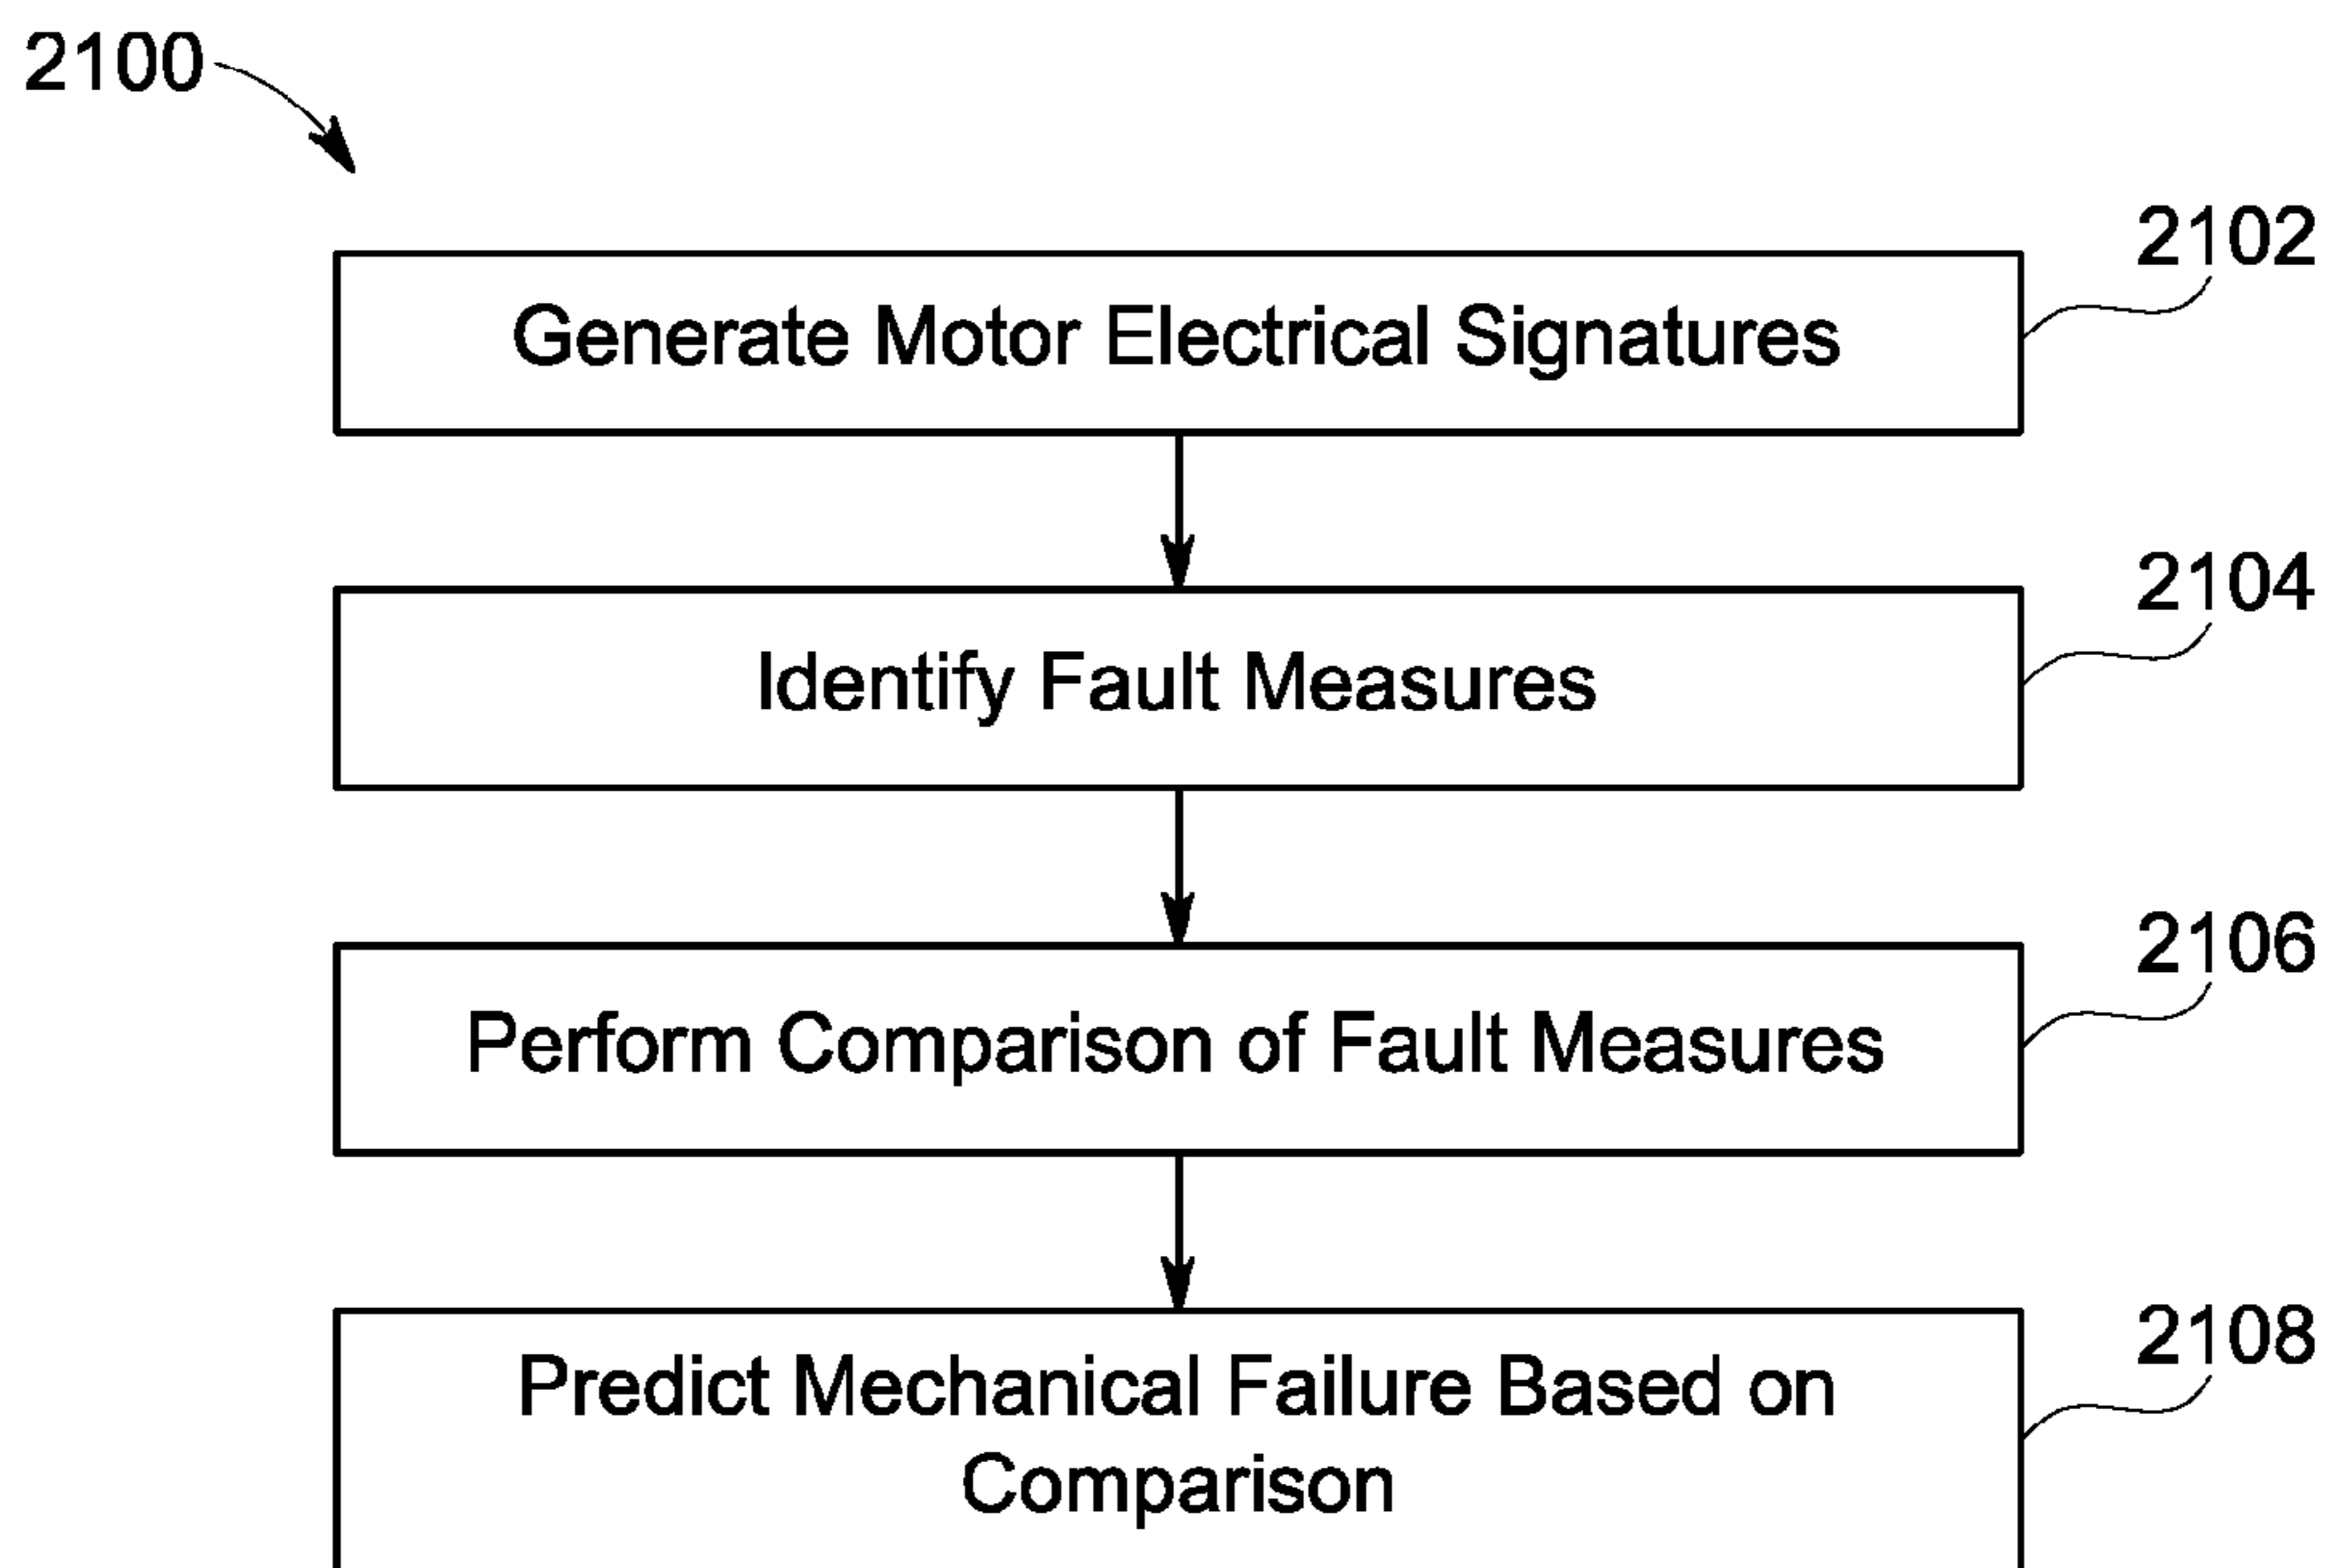 2100
2102
Generate Motor Electrical Signatures
2104
Identify Fault Measures
2106
Perform Comparison of Fault Measures
2108
Predict Mechanical Failure Based on
Comparison